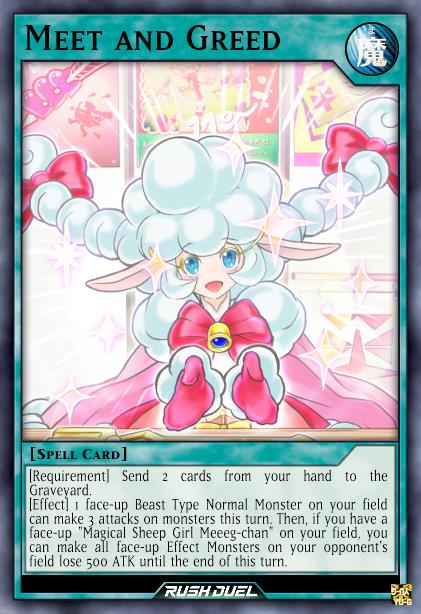 MEET AND GREED
ま
魔
[SPELL CARD]
[Requirement] Send 2 cards from your hand to the
Graveyard.
[Effect] 1 face-up Beast Type Normal Monster on your field
can make 3 attacks on monsters this turn. Then, if you have
a face-up "Magical Sheep Girl Meeeg-chan" on your field, you
can make all face-up Effect Monsters on your opponent's
field lose 500 ATK until the end of this turn.
RUSH DUEL